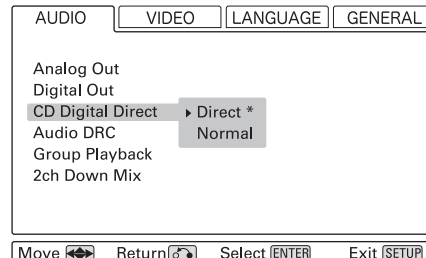 AUDIO VIDEO LANGUAGE GENERAL
Analog Out
Digital Out
CD Digital Direct ▸ Direct *
Audio DRC Normal
Group Playback
2ch Down Mix
Move Return Select ENTER Exit SETUP